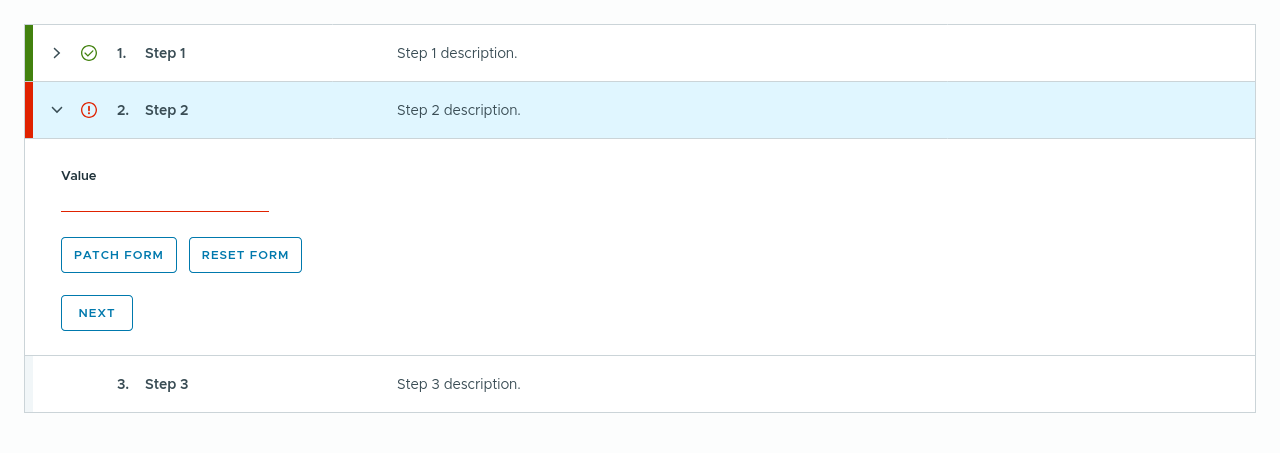 1. Step 1 Step 1 description.
2. Step 2 Step 2 description.
Value
PATCH FORM RESET FORM
NEXT
3. Step 3 Step 3 description.